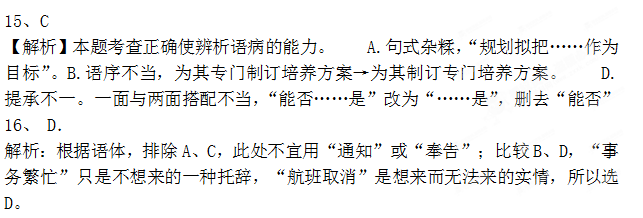 15、C
【解析】本题考查正确使辨析语病的能力。 A.句式杂糅，“规划拟把……作为
目标”。B.语序不当，为其专门制订培养方案→为其制订专门培养方案。 D.
提承不一。一面与两面搭配不当，“能否……是”改为“……是”，删去“能否”
16、 D.
解析：根据语体，排除A、C，此处不宜用“通知”或“奉告”；比较B、D，“事
务繁忙”只是不想来的一种托辞，“航班取消”是想来而无法来的实情，所以选
D。